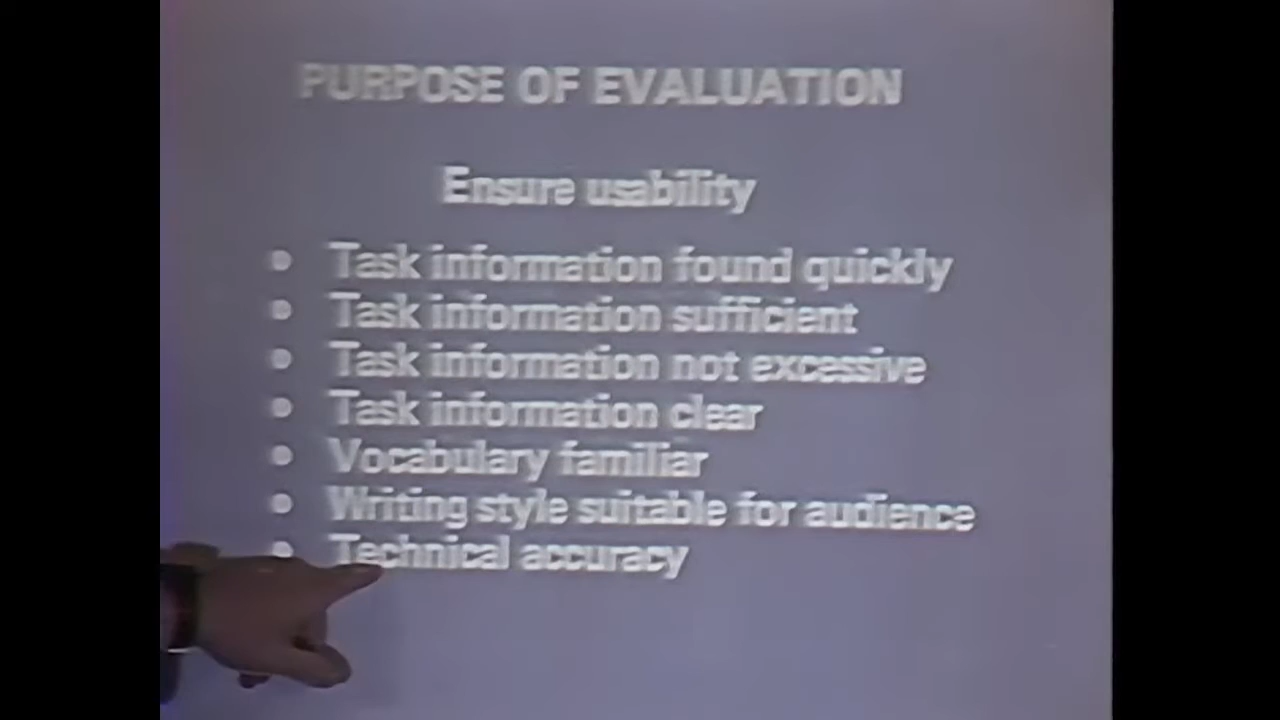 PURPOSE OF EVALUATION
Ensure usability
• Task information found quickly
• Task information sufficient
• Task information not excessive
• Task information clear
• Vocabulary familiar
• Writing style suitable for audience
• Technical accuracy